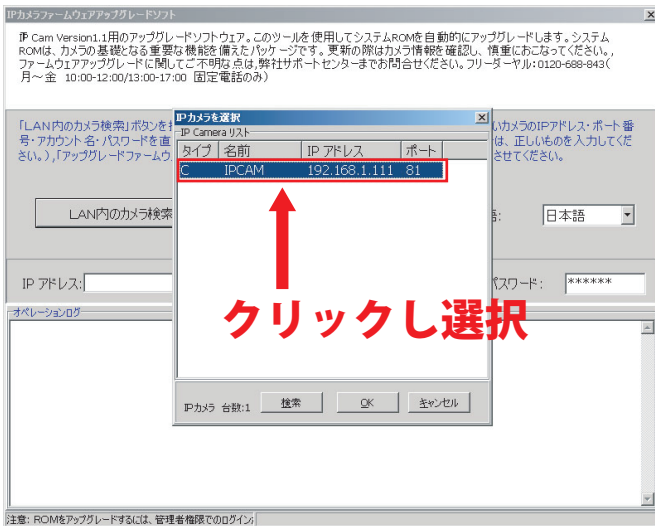 IPカメラファームウェアアップグレードソフト
IP Cam Version1.1用のアップグレードソフトウェア。このツールを使用してシステムROMを自動的にアップグレードします。システム
ROMは、カメラの基礎となる重要な機能を備えたパッケージです。更新の際はカメラ情報を確認し、慎重におこなってください。,
ファームウェアアップグレードに関してご不明な点は,弊社サポートセンターまでお問合せください。フリーダーヤル:0120-688-843(
月～金 10:00-12:00/13:00-17:00 固定電話のみ)
「LAN内のカメラ検索」ボタンを
いカメラのIPアドレス・ポート番
号・アカウント名・パスワードを直
は、正しいものを入力してくだ
さい。),「アップグレードファームウ
させてください。
IPカメラを選択
IP Camera リスト
タイプ 名前 IP アドレス ポート
C IPCAM 192.168.1.111 81
LAN内のカメラ検索
語: 日本語
IP アドレス:
パスワード: ******
クリックし選択
オペレーションログ
IPカメラ 台数:1 検索 OK キャンセル
注意: ROMをアップグレードするには、管理者権限でのログイン